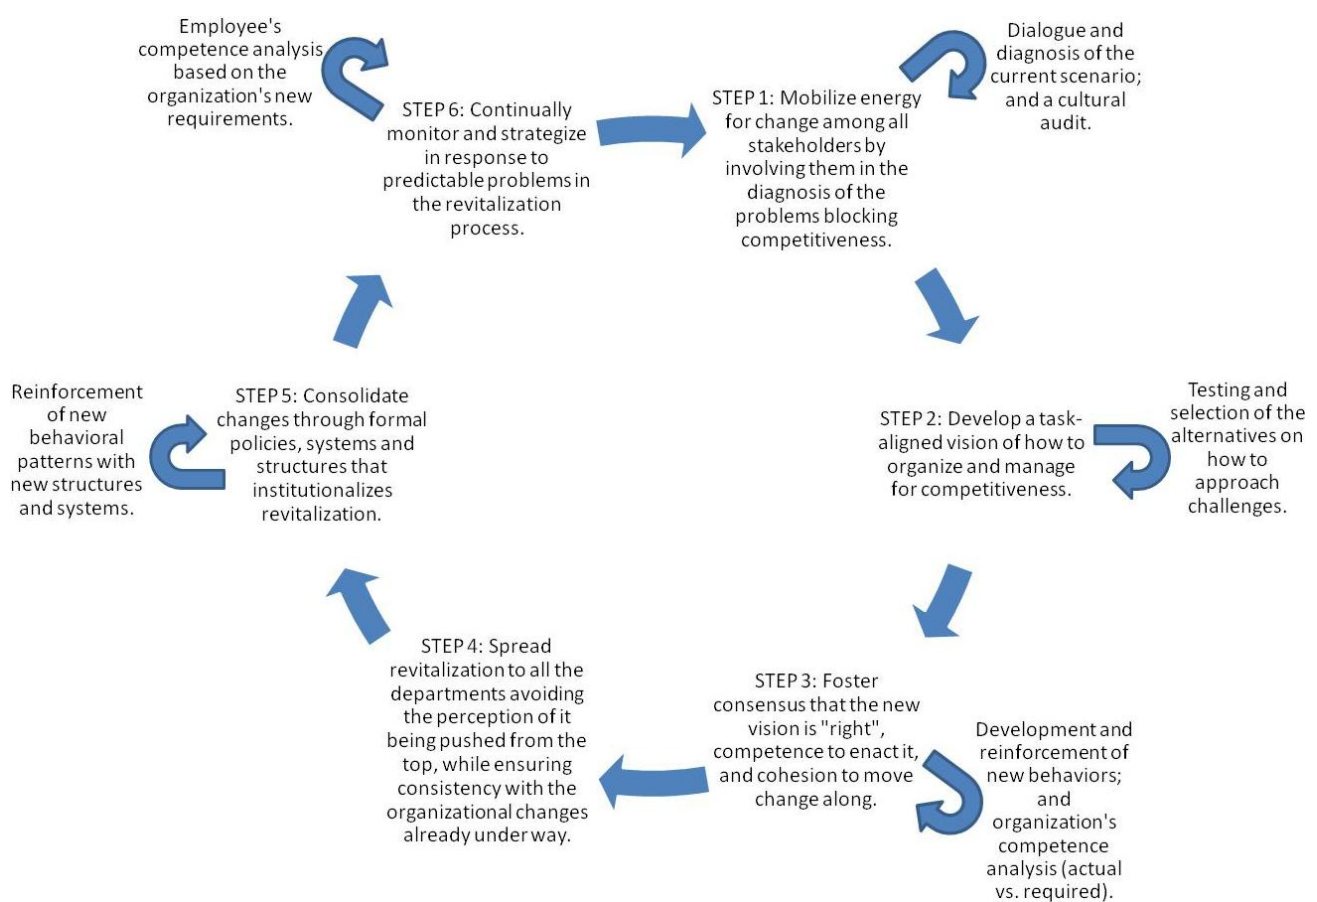 STEP 1: Mobilize energy
for change among all
stakeholders by
involving them in the
diagnosis of the
problems blocking
competitiveness.
Dialogue and
diagnosis of the
current scenario;
and a cultural
audit.
STEP 2: Develop a task-
aligned vision of how to
organize and manage
for competitiveness.
Testing and
selection of the
alternatives on
how to
approach
challenges.
STEP 3: Foster
consensus that the new
vision is "right",
competence to enact it,
and cohesion to move
change along.
Development and
reinforcement of
new behaviors;
and
organization's
competence
analysis (actual
vs. required).
STEP 4: Spread
revitalization to all the
departments avoiding
the perception of it
being pushed from the
top, while ensuring
consistency with the
organizational changes
already under way.
STEP 5: Consolidate
changes through formal
policies, systems and
structures that
institutionalizes
revitalization.
Reinforcement
of new
behavioral
patterns with
new structures
and systems.
STEP 6: Continually
monitor and strategize
in response to
predictable problems in
the revitalization
process.
Employee's
competence analysis
based on the
organization's new
requirements.